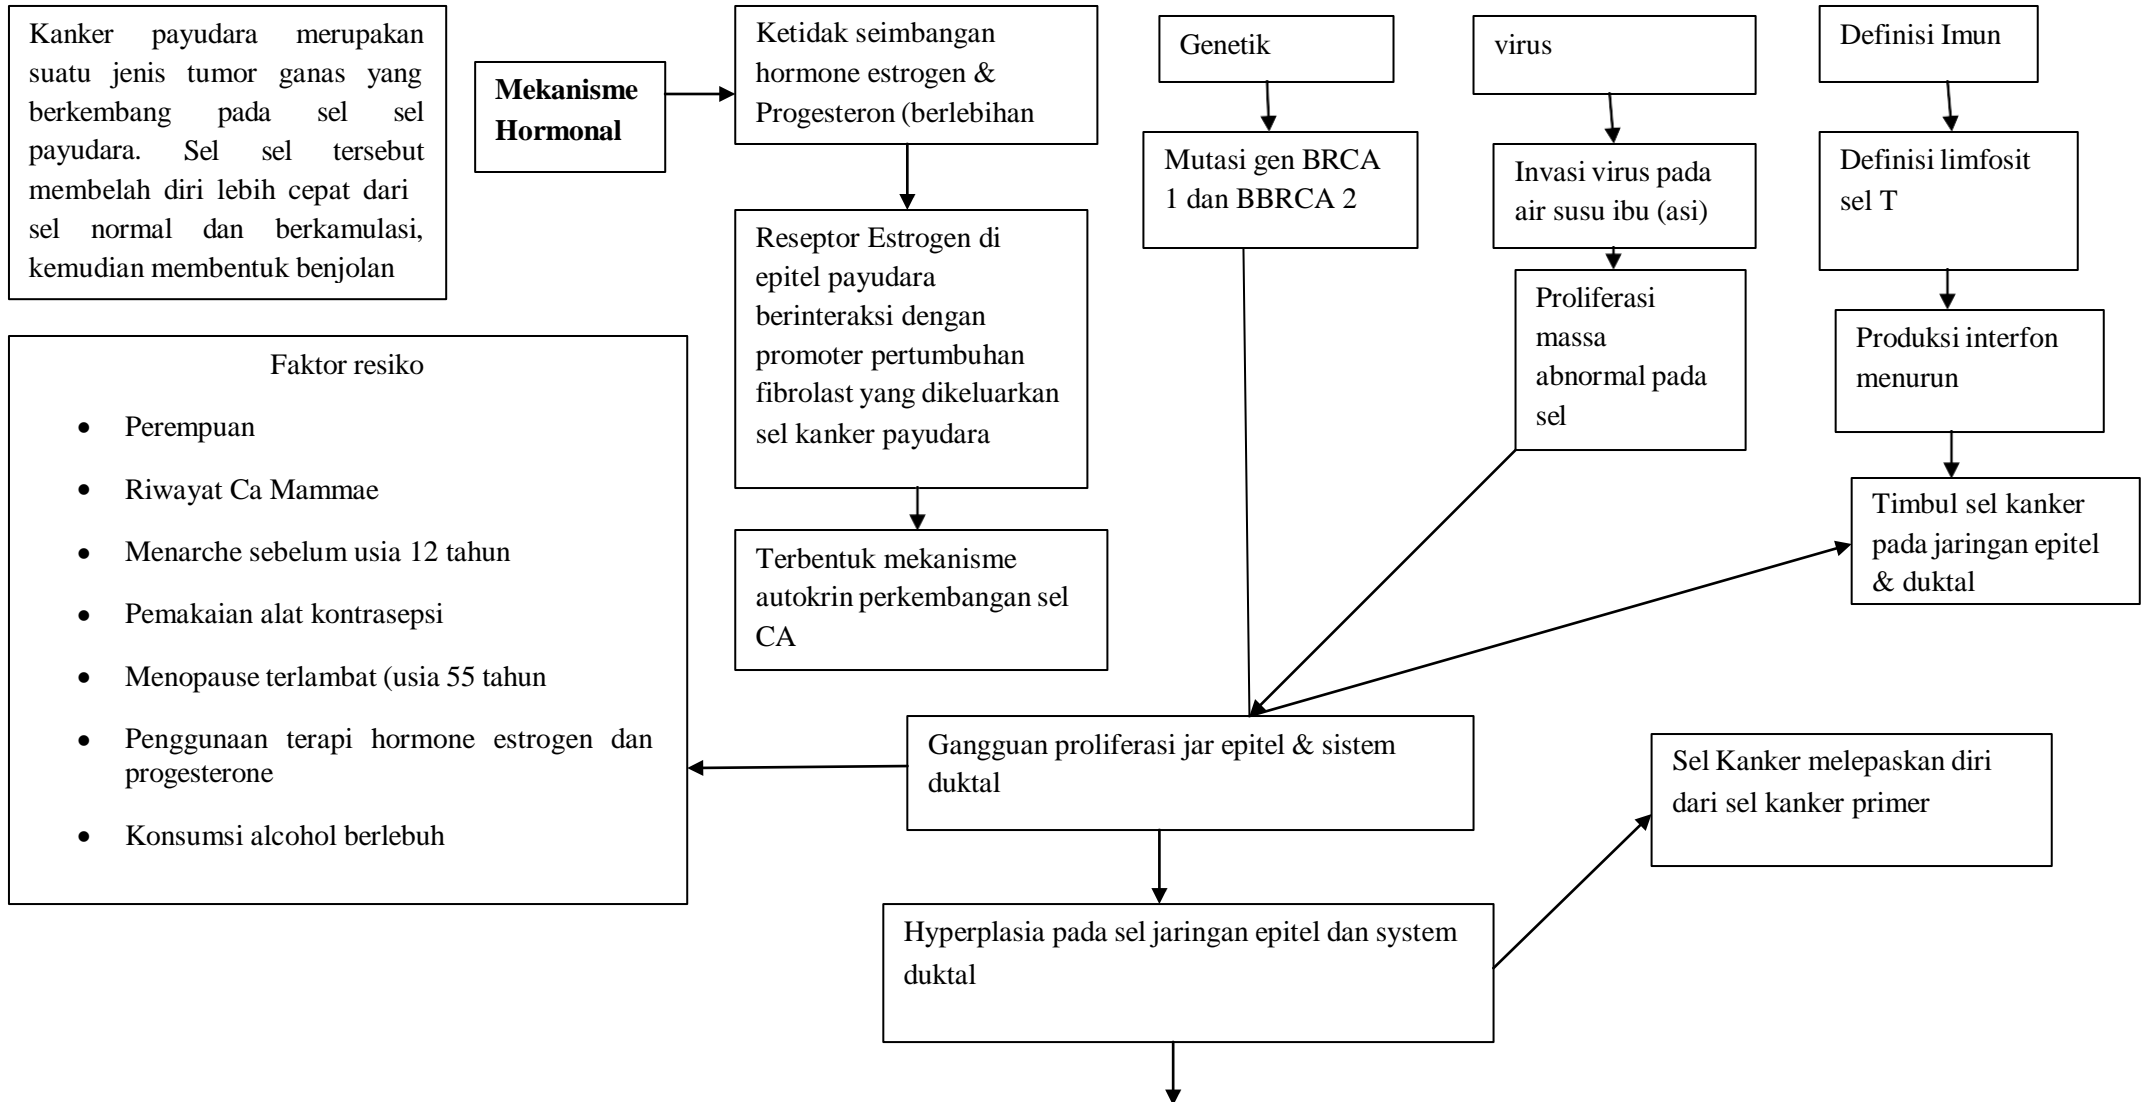 Kanker payudara merupakan
suatu jenis tumor ganas yang
berkembang pada sel sel
payudara. Sel sel tersebut
membelah diri lebih cepat dari
sel normal dan berkamulasi,
kemudian membentuk benjolan
Mekanisme
Hormonal
Ketidak seimbangan
hormone estrogen &
Progesteron (berlebihan
Reseptor Estrogen di
epitel payudara
berinteraksi dengan
promoter pertumbuhan
fibrolast yang dikeluarkan
sel kanker payudara
Terbentuk mekanisme
autokrin perkembangan sel
CA
Genetik
Mutasi gen BRCA
1 dan BBRCA 2
virus
Invasi virus pada
air susu ibu (asi)
Proliferasi
massa
abnormal pada
sel
Definisi Imun
Definisi limfosit
sel T
Produksi interfon
menurun
Timbul sel kanker
pada jaringan epitel
& duktal
Faktor resiko
• Perempuan
• Riwayat Ca Mammae
• Menarche sebelum usia 12 tahun
• Pemakaian alat kontrasepsi
• Menopause terlambat (usia 55 tahun
• Penggunaan terapi hormone estrogen dan
progesterone
• Konsumsi alcohol berlebuh
Gangguan proliferasi jar epitel & sistem
duktal
Sel Kanker melepaskan diri
dari sel kanker primer
Hyperplasia pada sel jaringan epitel dan system
duktal